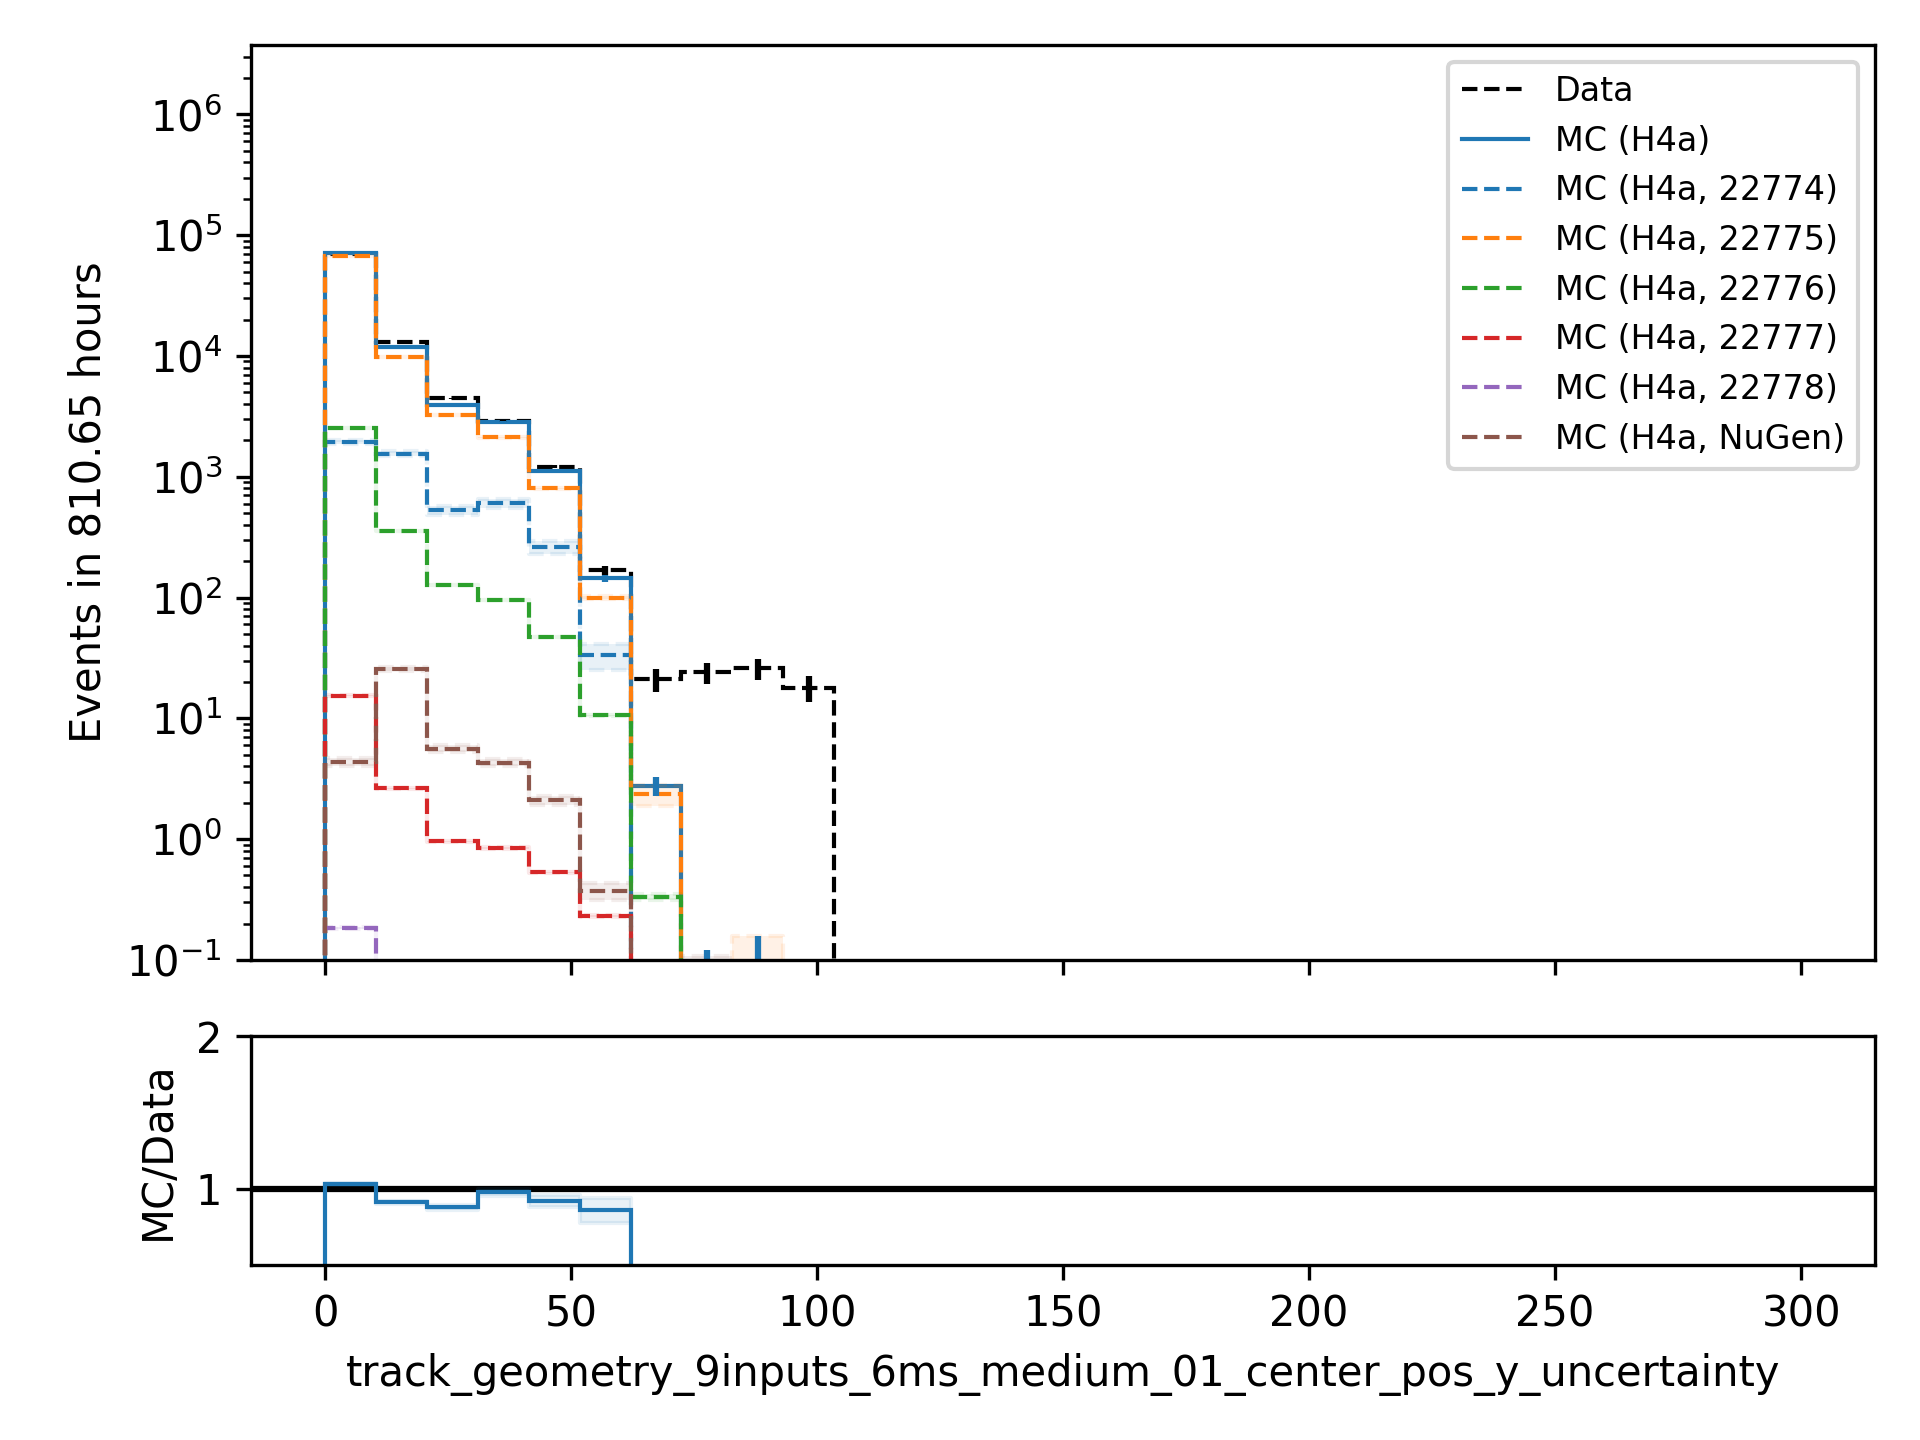 10⁶
10⁵
10⁴
10³
10²
10¹
10⁰
10⁻¹
Events in 810.65 hours
Data
MC (H4a)
MC (H4a, 22774)
MC (H4a, 22775)
MC (H4a, 22776)
MC (H4a, 22777)
MC (H4a, 22778)
MC (H4a, NuGen)
2
1
MC/Data
0 50 100 150 200 250 300
track_geometry_9inputs_6ms_medium_01_center_pos_y_uncertainty